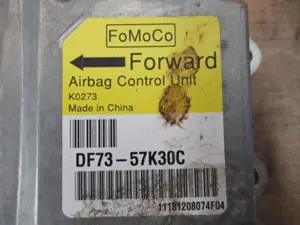 FoMoCo
Forward
Airbag Control Unit
K0273
Made in China
DF73-57K30C
11181208074F04